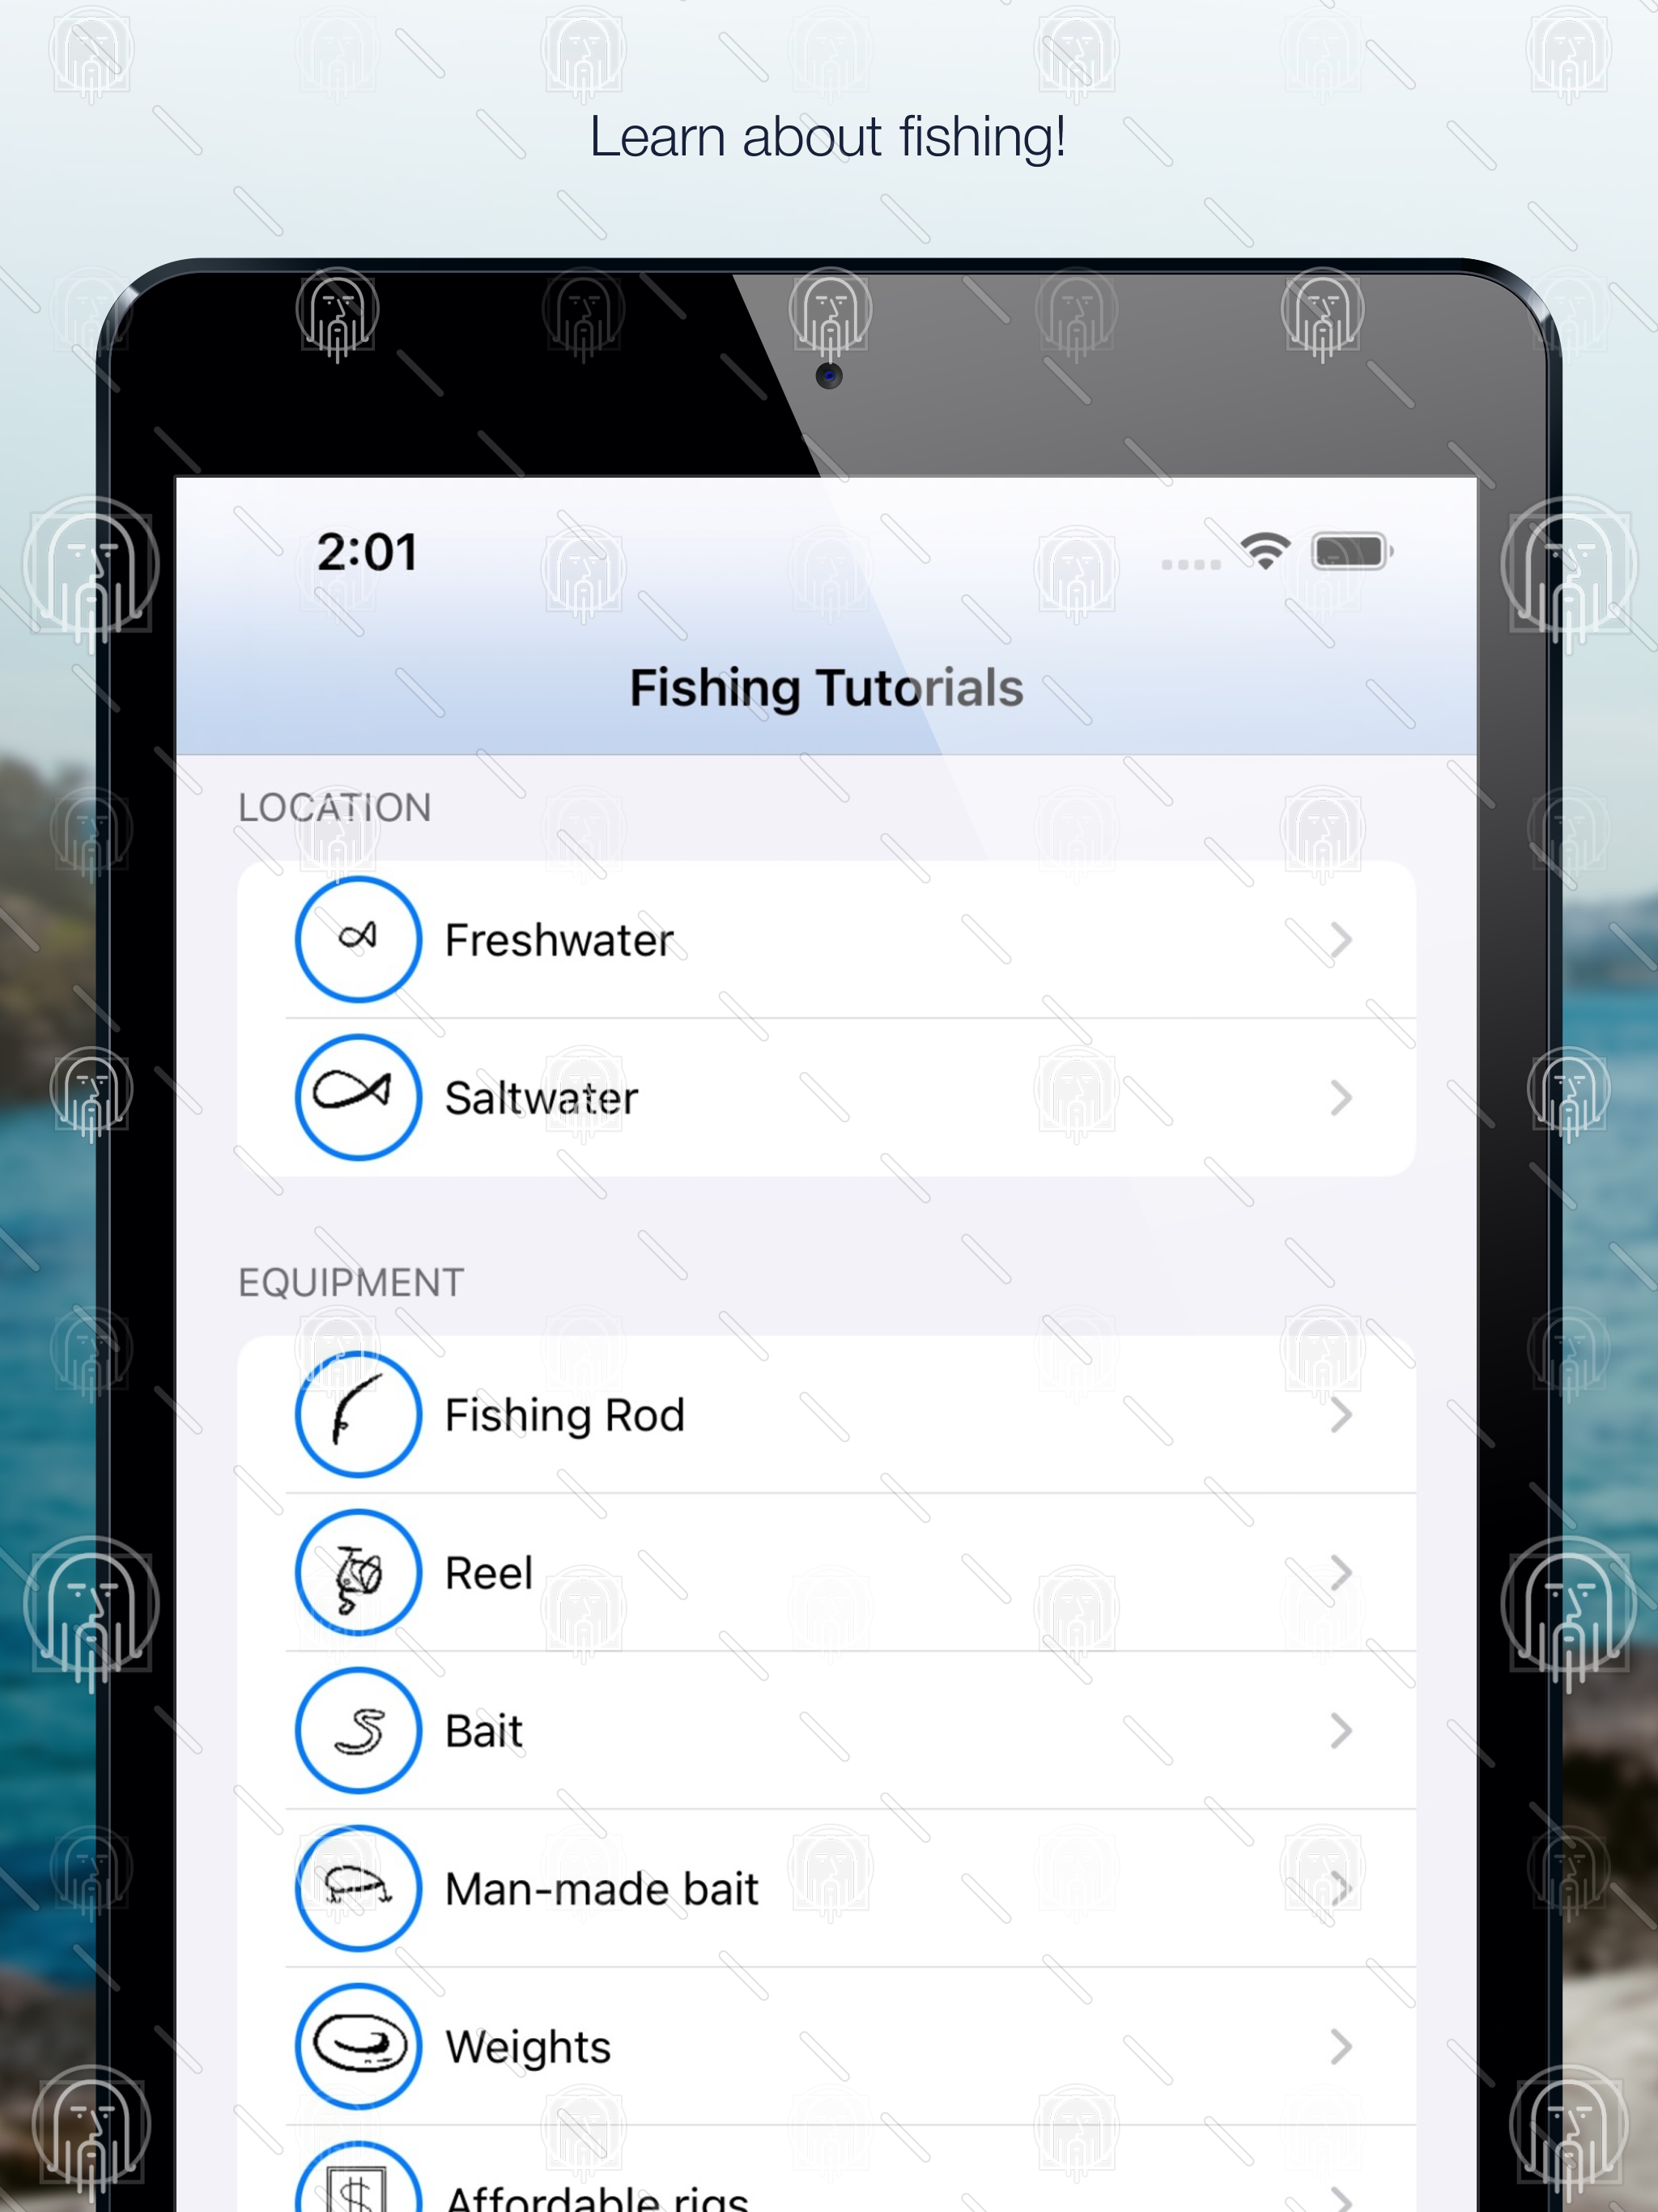 Learn about fishing!
2:01
Fishing Tutorials
LOCATION
Freshwater
Saltwater
EQUIPMENT
Fishing Rod
Reel
Bait
Man-made bait
Weights
$
Affordable rigs